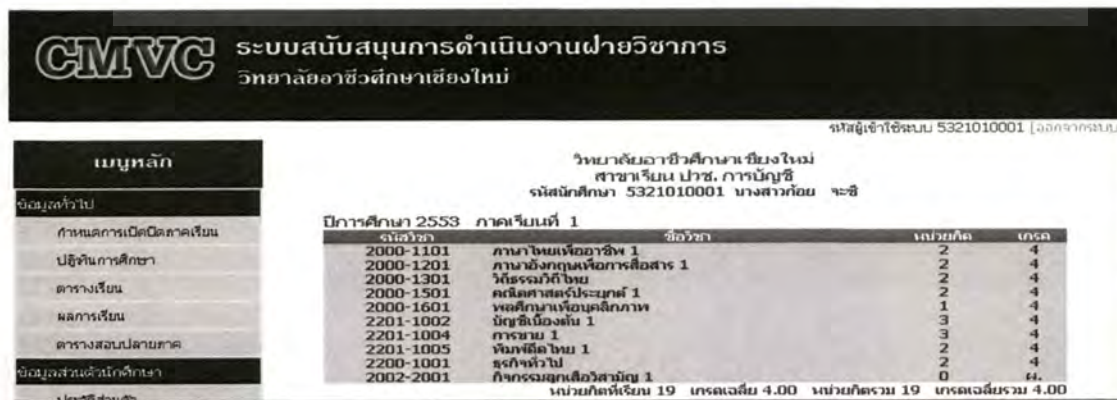 CMVC
ระบบสนับสนุนการดำเนินงานฝ่ายวิชาการ
วิทยาลัยอาชีวศึกษาเชียงใหม่
รหัสผู้เข้าใช้ระบบ 5321010001 [ออกจากระบบ
เมนูหลัก
ข้อมูลทั่วไป
กำหนดการเปิดปิดภาคเรียน
ปฏิทินการศึกษา
ตารางเรียน
ผลการเรียน
ตารางสอบปลายภาค
ข้อมูลส่วนตัวนักศึกษา
ประวัติส่วนตัว
วิทยาลัยอาชีวศึกษาเชียงใหม่
สาขาเรียน ปวช. การบัญชี
รหัสนักศึกษา 5321010001 นางสาวก้อย จะซี
ปีการศึกษา 2553 ภาคเรียนที่ 1
รหัสวิชา ชื่อวิชา หน่วยกิต เกรด
2000-1101 ภาษาไทยเพื่ออาชีพ 1 2 4
2000-1201 ภาษาอังกฤษเพื่อการสื่อสาร 1 2 4
2000-1301 วิถีธรรมวิถีไทย 2 4
2000-1501 คณิตศาสตร์ประยุกต์ 1 2 4
2000-1601 พลศึกษาเพื่อบุคลิกภาพ 1 4
2201-1002 บัญชีเบื้องต้น 1 3 4
2201-1004 การขาย 1 3 4
2201-1005 พิมพ์ดีดไทย 1 2 4
2200-1001 ธุรกิจทั่วไป 2 4
2002-2001 กิจกรรมลูกเสือวิสามัญ 1 0 ผ.
หน่วยกิตที่เรียน 19 เกรดเฉลี่ย 4.00 หน่วยกิตรวม 19 เกรดเฉลี่ยรวม 4.00